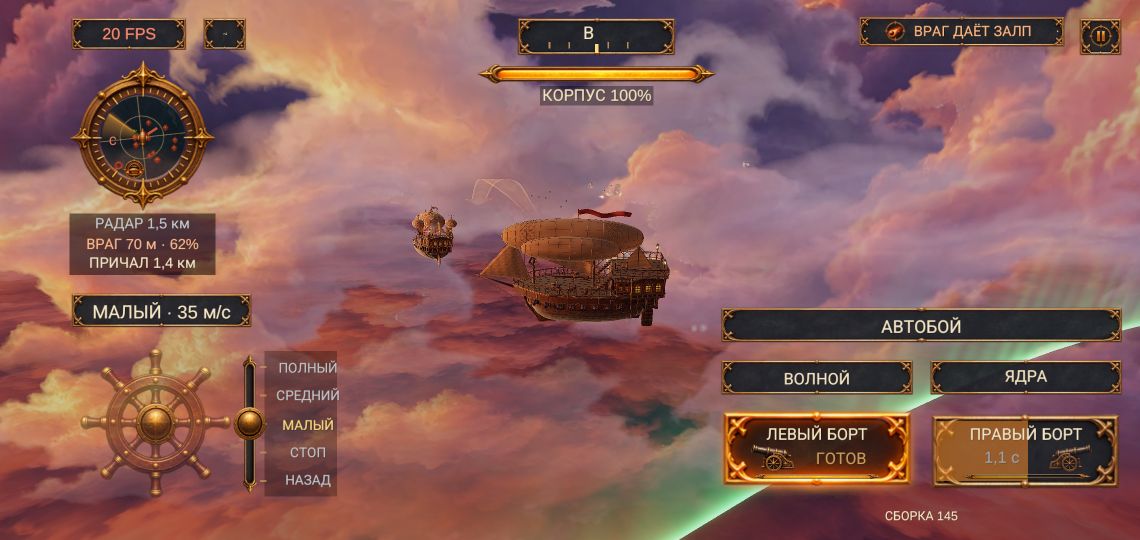 20 FPS
В
ВРАГ ДАЁТ ЗАЛП
КОРПУС 100%
С
РАДАР 1,5 км
ВРАГ 70 м · 62%
ПРИЧАЛ 1,4 км
МАЛЫЙ · 35 м/с
ПОЛНЫЙ
СРЕДНИЙ
МАЛЫЙ
СТОП
НАЗАД
АВТОБОЙ
ВОЛНОЙ
ЯДРА
ЛЕВЫЙ БОРТ
ГОТОВ
ПРАВЫЙ БОРТ
1,1 с
СБОРКА 145